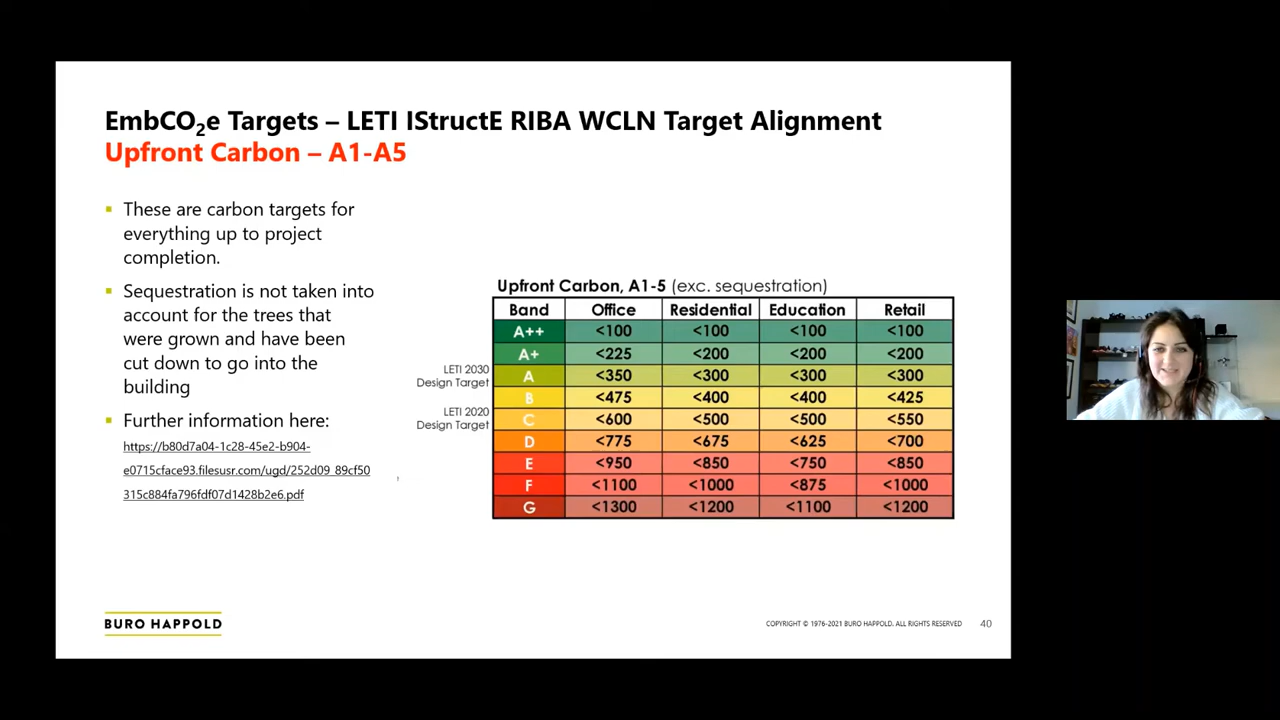 EmbCO₂e Targets – LETI IStructE RIBA WCLN Target Alignment
Upfront Carbon – A1-A5
▪ These are carbon targets for
everything up to project
completion.
▪ Sequestration is not taken into
account for the trees that
were grown and have been
cut down to go into the
building
▪ Further information here:
https://b80d7a04-1c28-45e2-b904-
e0715cface93.filesusr.com/ugd/252d09_89cf50
315c884fa796fdf07d1428b2e6.pdf
Upfront Carbon, A1-5 (exc. sequestration)
Band Office Residential Education Retail
A++ <100 <100 <100 <100
A+ <225 <200 <200 <200
LETI 2030
Design Target
A <350 <300 <300 <300
B <475 <400 <400 <425
LETI 2020
Design Target
C <600 <500 <500 <550
D <775 <675 <625 <700
E <950 <850 <750 <850
F <1100 <1000 <875 <1000
G <1300 <1200 <1100 <1200
BURO HAPPOLD
COPYRIGHT © 1976-2021 BURO HAPPOLD. ALL RIGHTS RESERVED
40